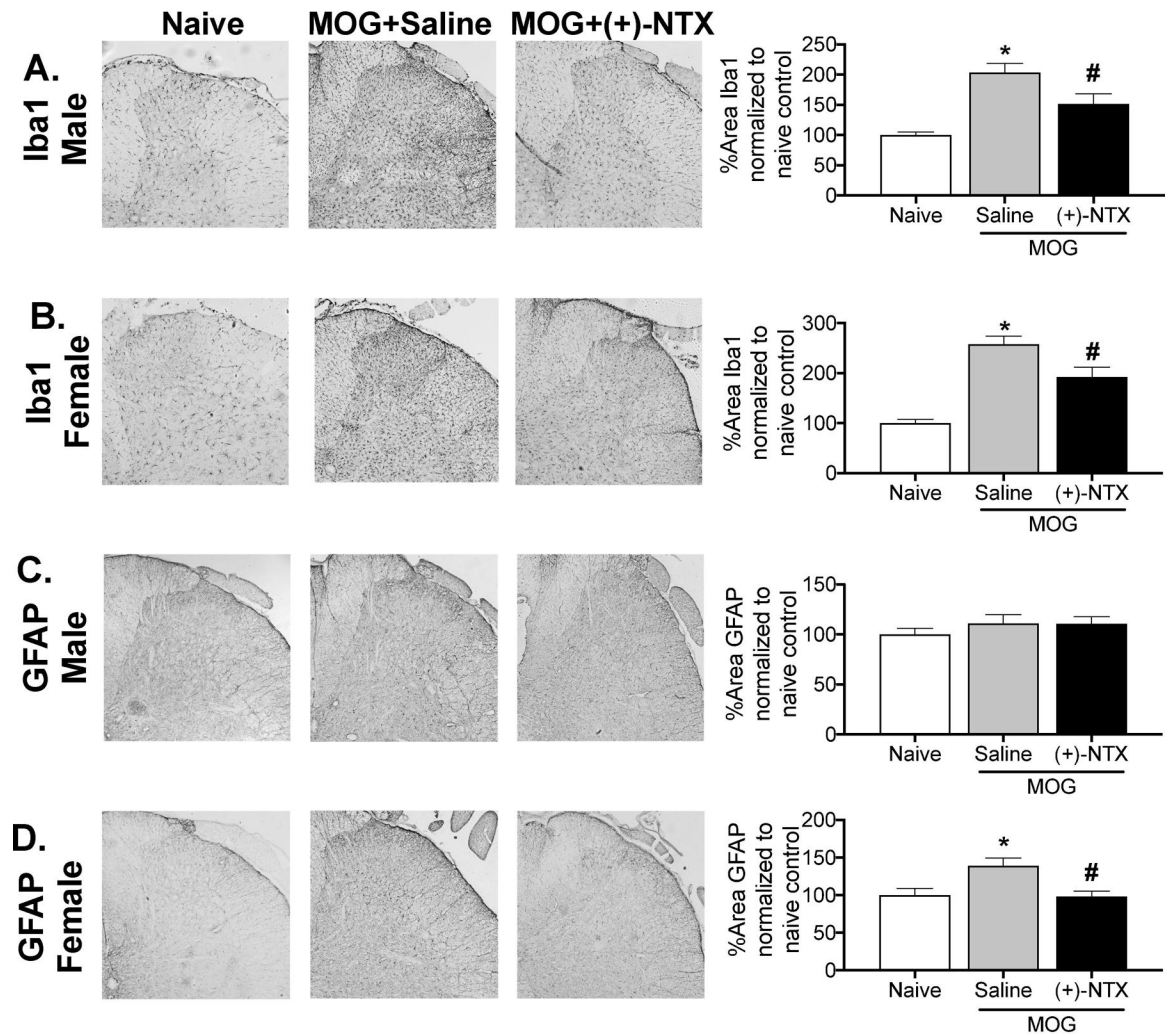 Naive MOG+Saline MOG+(+)-NTX
A.
Iba1
Male
%Area Iba1
normalized to
naive control
250
200
150
100
50
0
*
#
Naive Saline (+)-NTX
MOG
B.
Iba1
Female
%Area Iba1
normalized to
naive control
300
200
100
0
*
#
Naive Saline (+)-NTX
MOG
C.
GFAP
Male
%Area GFAP
normalized to
naive control
150
100
50
0
Naive Saline (+)-NTX
MOG
D.
GFAP
Female
%Area GFAP
normalized to
naive control
200
150
100
50
0
*
#
Naive Saline (+)-NTX
MOG